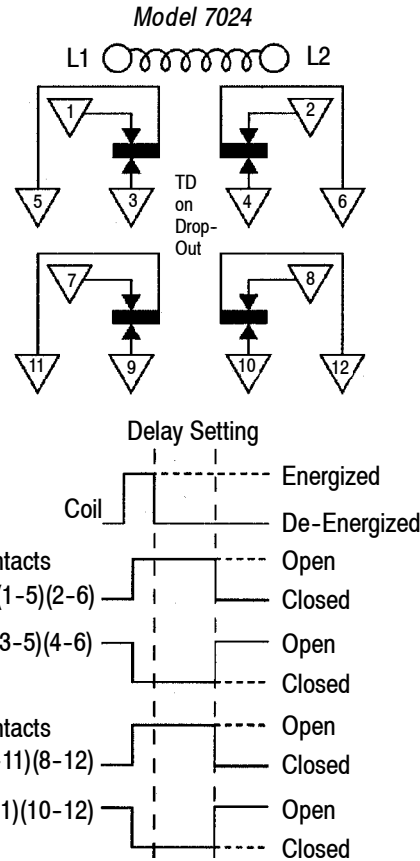 Model 7024
L1 L2
1 2
5 3 4 6
TD
on
Drop-
Out
7 8
11 9 10 12
Delay Setting
Energized
Coil
De-Energized
ntacts
Open
(1-5)(2-6)
Closed
3-5)(4-6)
Open
Closed
ntacts
Open
-11)(8-12)
Closed
1)(10-12)
Open
Closed